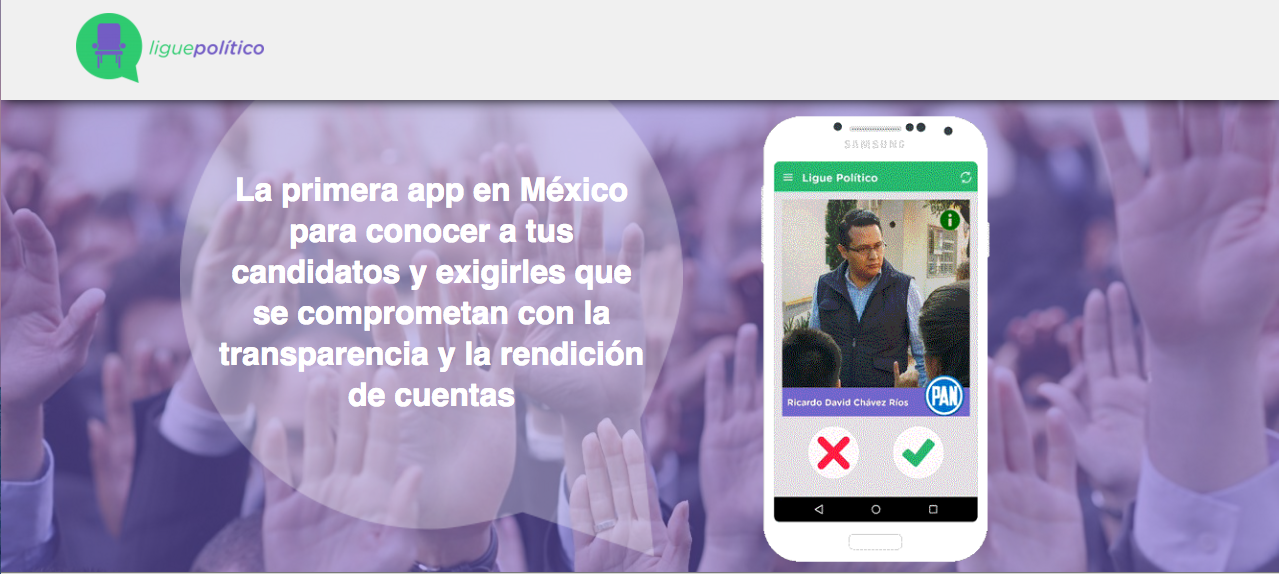 liguepolítico
La primera app en México
para conocer a tus
candidatos y exigirles que
se comprometan con la
transparencia y la rendición
de cuentas
SAMSUNG
Ligue Político
i
PAN
Ricardo David Chávez Ríos